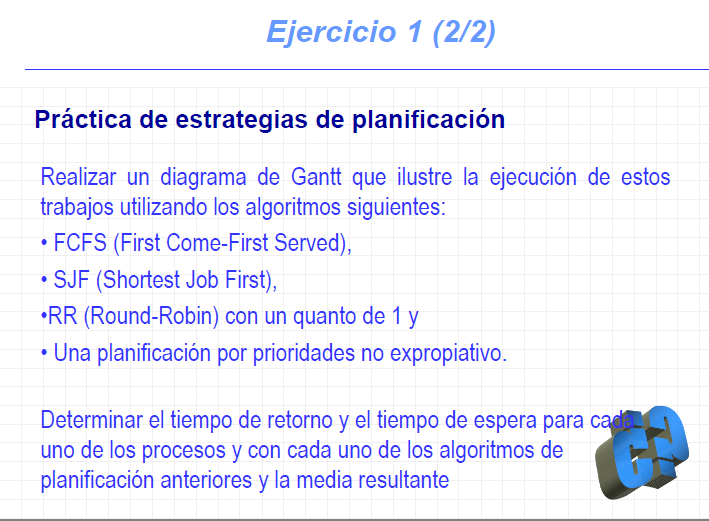 Ejercicio 1 (2/2)
Práctica de estrategias de planificación
Realizar un diagrama de Gantt que ilustre la ejecución de estos
trabajos utilizando los algoritmos siguientes:
• FCFS (First Come-First Served),
• SJF (Shortest Job First),
•RR (Round-Robin) con un quanto de 1 y
• Una planificación por prioridades no expropiativo.
Determinar el tiempo de retorno y el tiempo de espera para cada
uno de los procesos y con cada uno de los algoritmos de
planificación anteriores y la media resultante